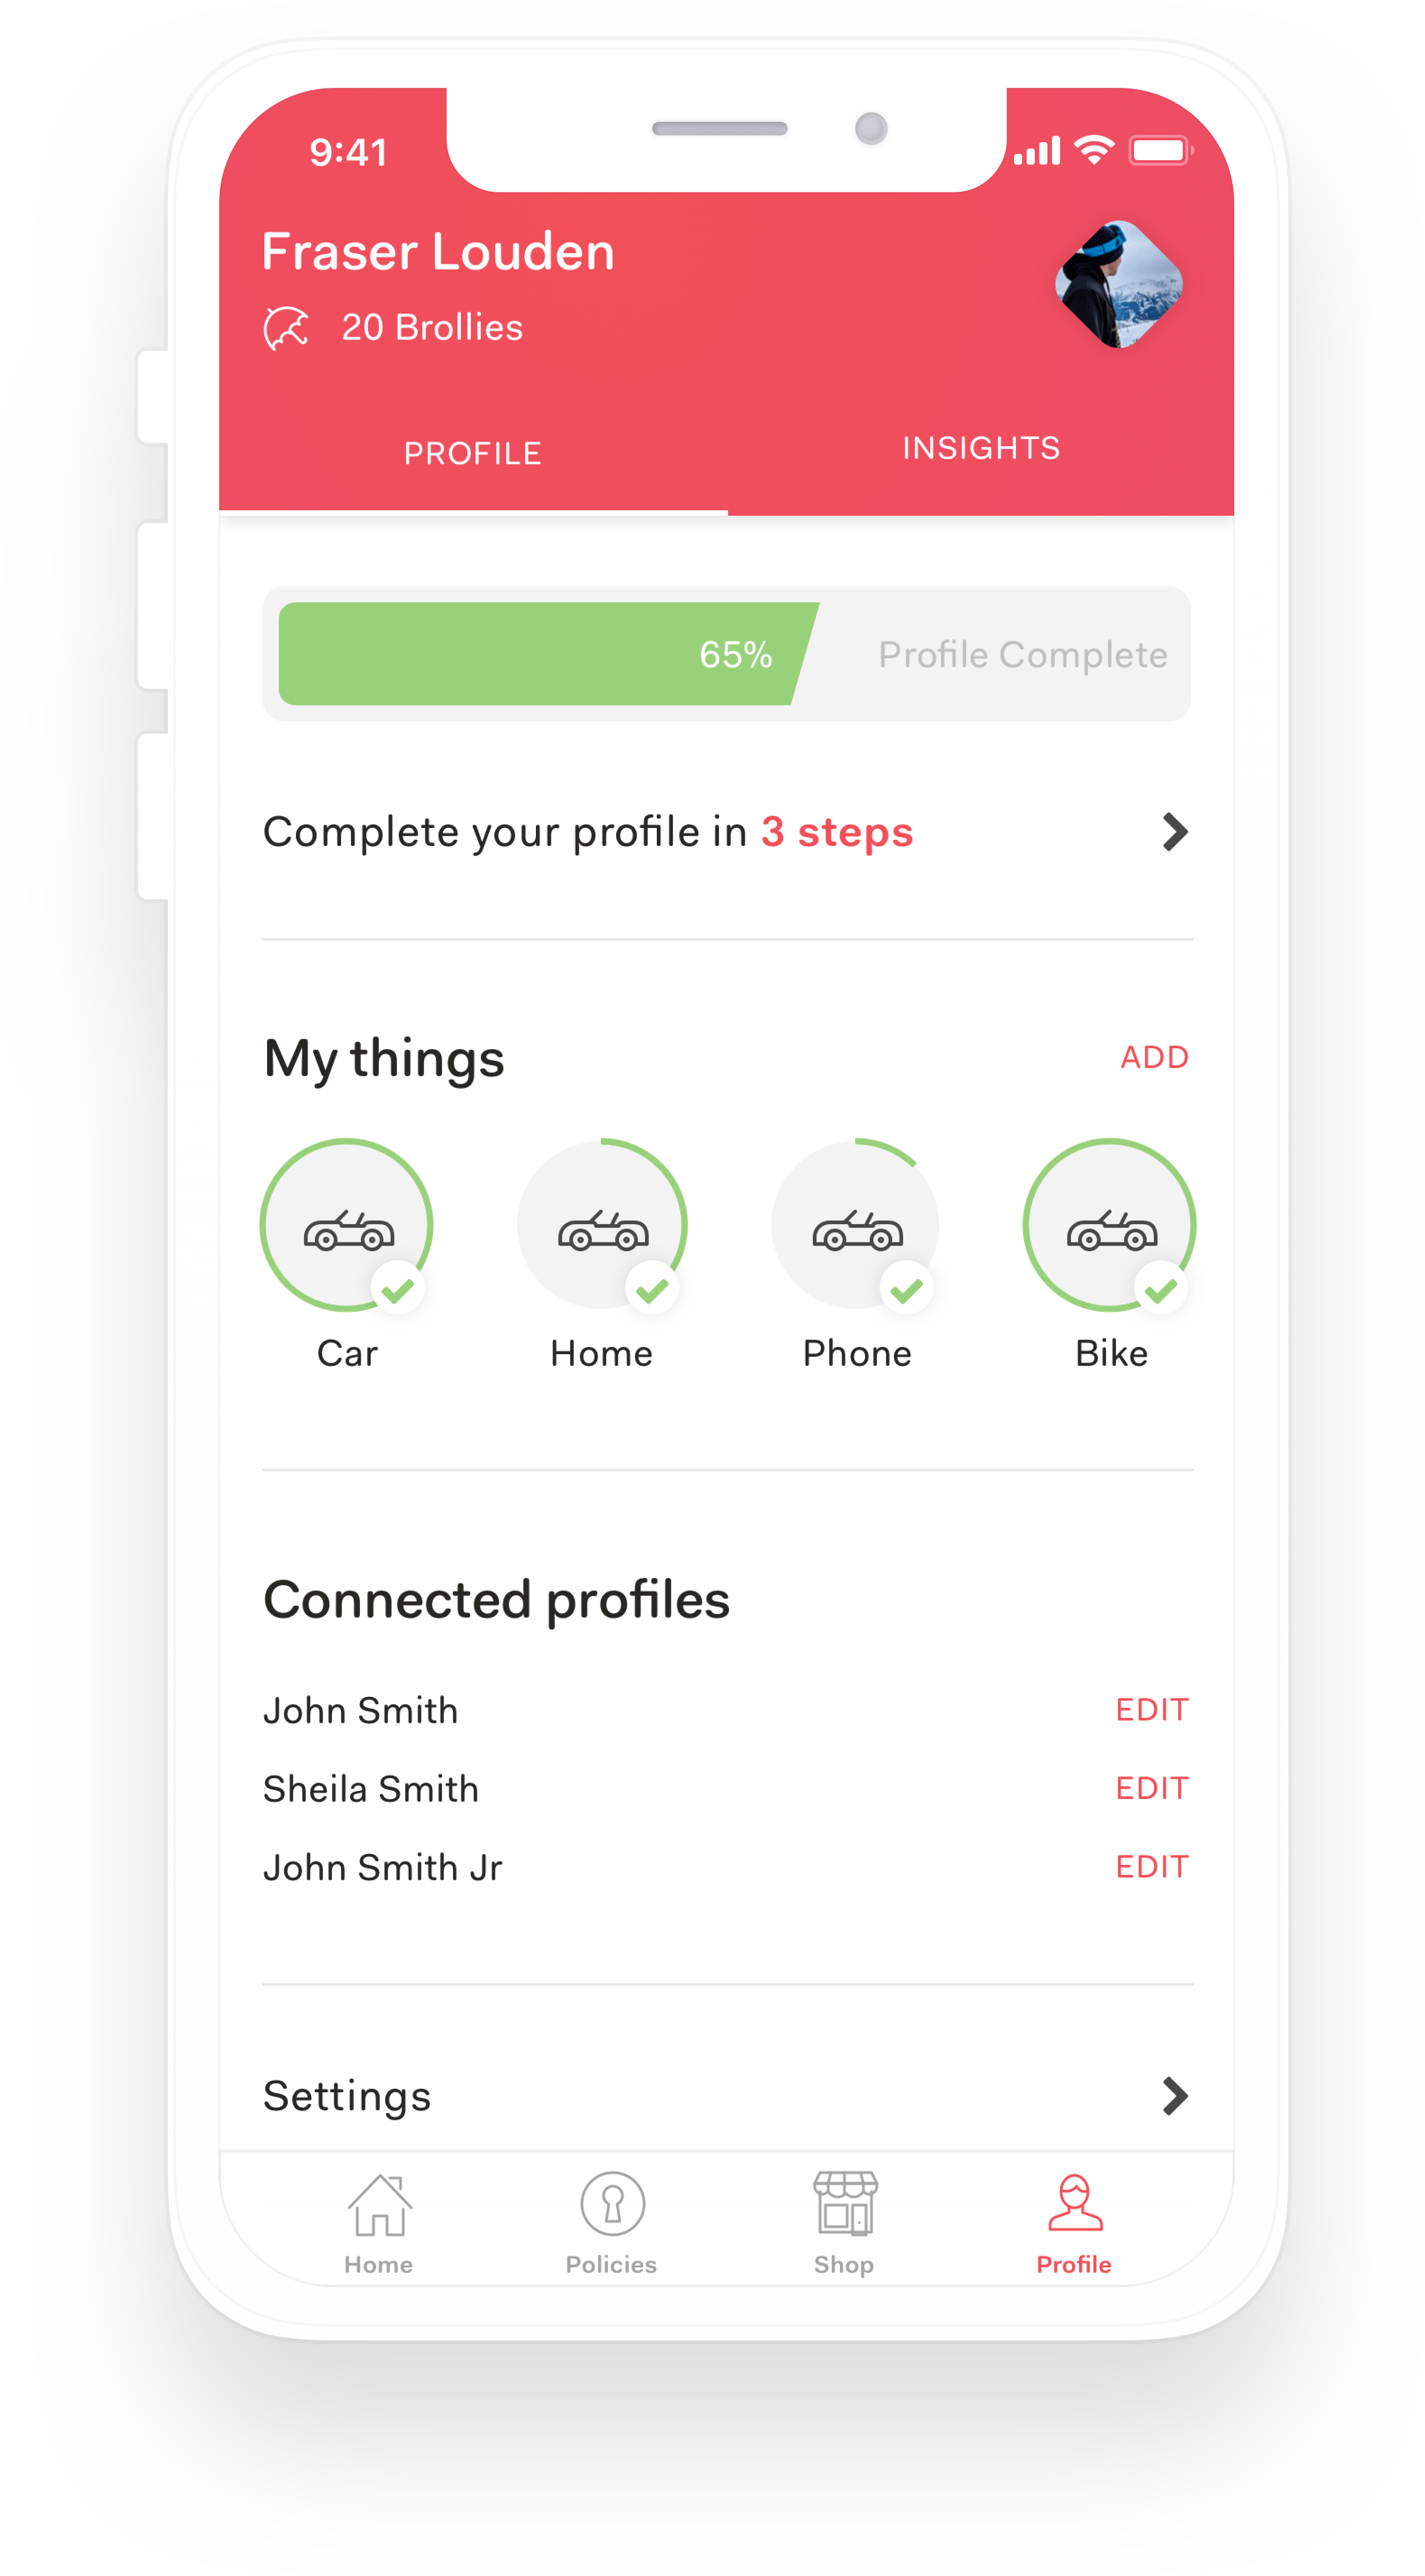 9:41
Fraser Louden
20 Brollies
PROFILE
INSIGHTS
65%
Profile Complete
Complete your profile in 3 steps
My things
ADD
Car
Home
Phone
Bike
Connected profiles
John Smith
EDIT
Sheila Smith
EDIT
John Smith Jr
EDIT
Settings
Home
Policies
Shop
Profile